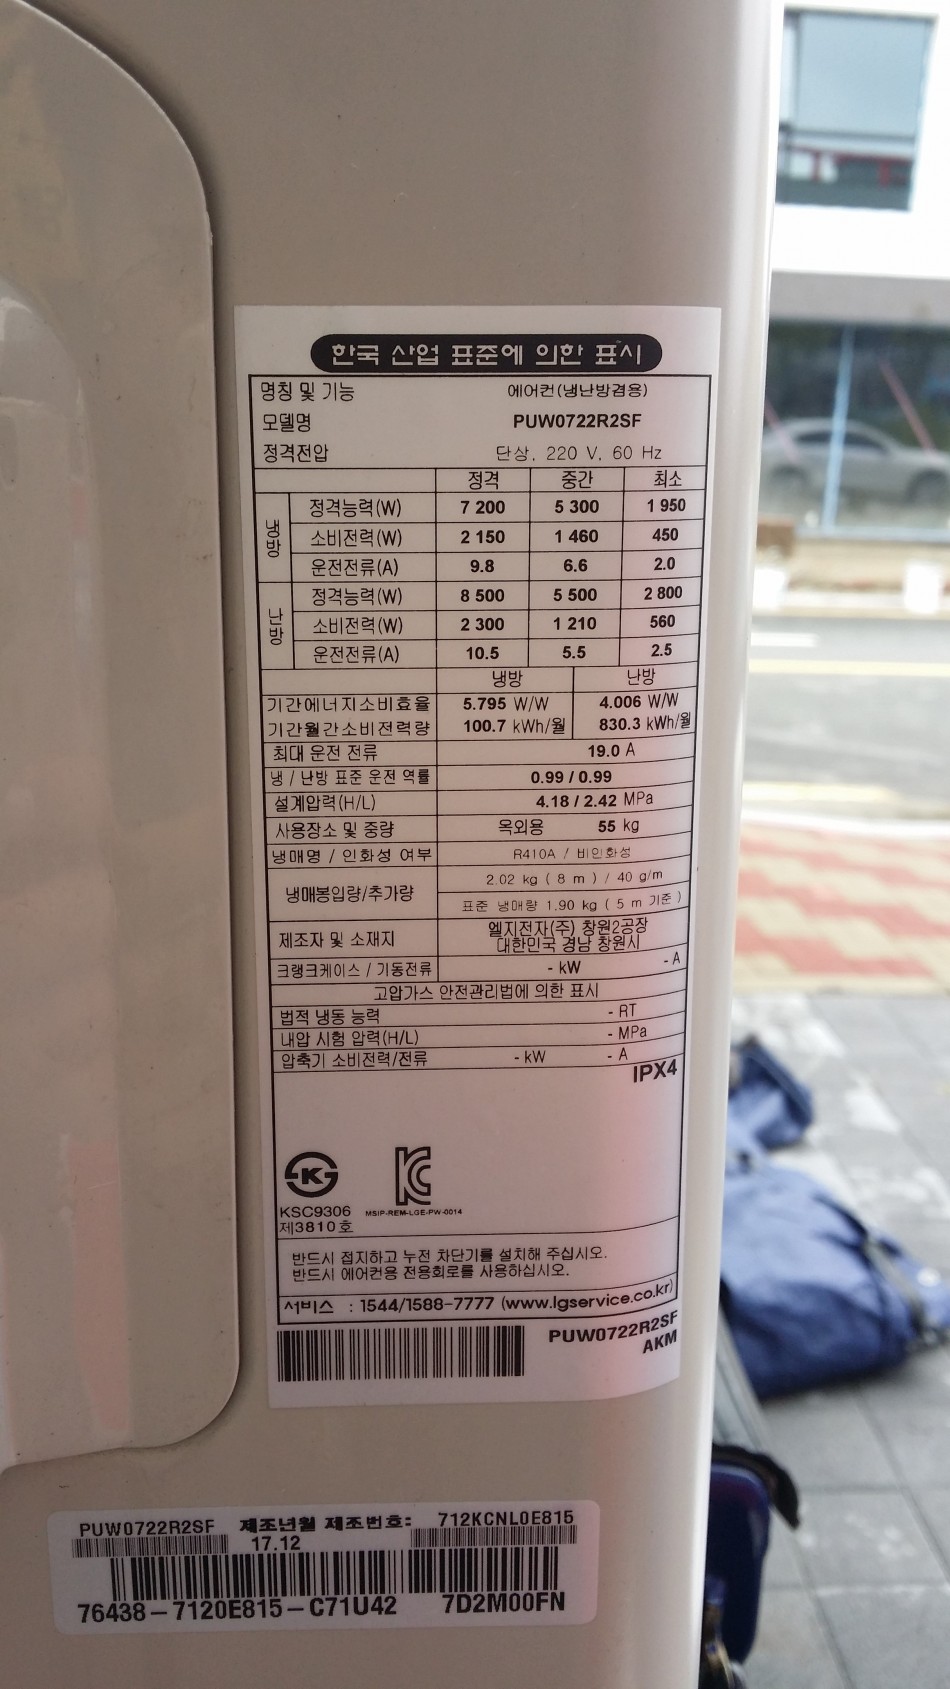 한국 산업 표준에 의한 표시
명칭 및 기능 에어컨(냉난방겸용)
모델명 PUW0722R2SF
정격전압 단상, 220 V, 60 Hz
정격 중간 최소
냉방
정격능력(W) 7 200 5 300 1 950
소비전력(W) 2 150 1 460 450
운전전류(A) 9.8 6.6 2.0
난방
정격능력(W) 8 500 5 500 2 800
소비전력(W) 2 300 1 210 560
운전전류(A) 10.5 5.5 2.5
냉방 난방
기간에너지소비효율 5.795 W/W 4.006 W/W
기간월간소비전력량 100.7 kWh/월 830.3 kWh/월
최대 운전 전류 19.0 A
냉 / 난방 표준 운전 역률 0.99 / 0.99
설계압력(H/L) 4.18 / 2.42 MPa
사용장소 및 중량 옥외용 55 kg
냉매명 / 인화성 여부 R410A / 비인화성
냉매봉입량/추가량 2.02 kg ( 8 m ) / 40 g/m
표준 냉매량 1.90 kg ( 5 m 기준 )
제조자 및 소재지 엘지전자(주) 창원2공장
대한민국 경남 창원시
크랭크케이스 / 기동전류 - kW - A
고압가스 안전관리법에 의한 표시
법적 냉동 능력 - RT
내압 시험 압력(H/L) - MPa
압축기 소비전력/전류 - kW - A
IPX4
KSC9306 MSIP-REM-LGE-PW-0014
제3810호
반드시 접지하고 누전 차단기를 설치해 주십시오.
반드시 에어컨용 전용회로를 사용하십시오.
서비스 : 1544/1588-7777 (www.lgservice.co.kr)
PUW0722R2SF
AKM
PUW0722R2SF 제조년월 제조번호: 712KCNL0E815
17.12
76438-7120E815-C71U42 7D2M00FN